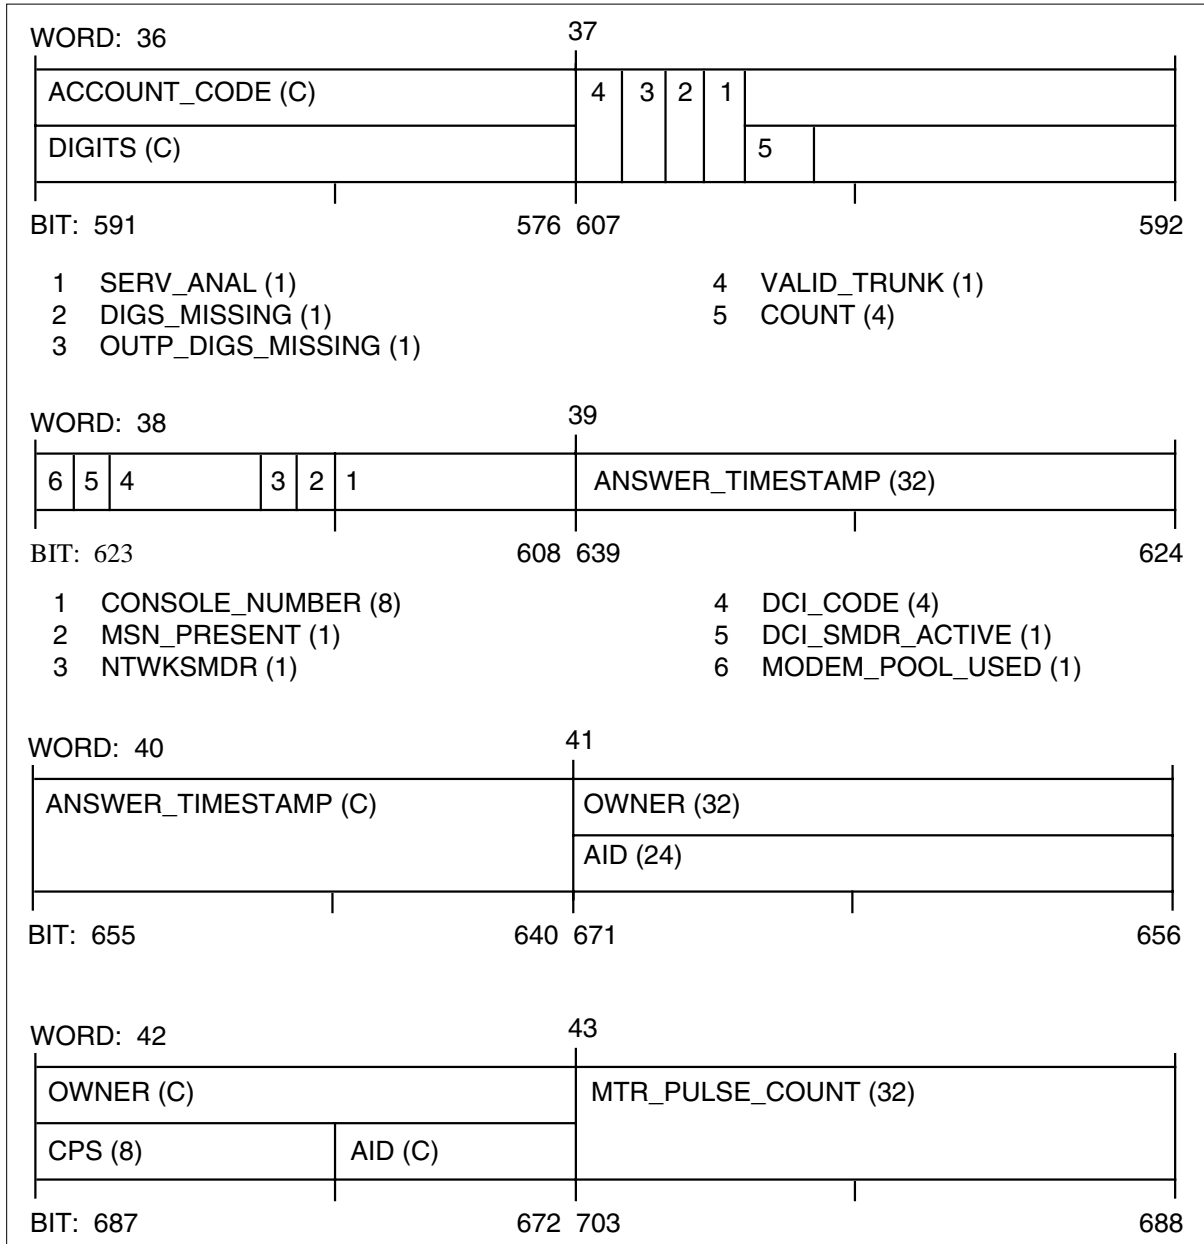 WORD: 36 37
ACCOUNT_CODE (C) 4 3 2 1
DIGITS (C) 5
BIT: 591 576 607 592
1 SERV_ANAL (1) 4 VALID_TRUNK (1)
2 DIGS_MISSING (1) 5 COUNT (4)
3 OUTP_DIGS_MISSING (1)
WORD: 38 39
6 5 4 3 2 1 ANSWER_TIMESTAMP (32)
BIT: 623 608 639 624
1 CONSOLE_NUMBER (8) 4 DCI_CODE (4)
2 MSN_PRESENT (1) 5 DCI_SMDR_ACTIVE (1)
3 NTWKSMDR (1) 6 MODEM_POOL_USED (1)
WORD: 40 41
ANSWER_TIMESTAMP (C) OWNER (32)
AID (24)
BIT: 655 640 671 656
WORD: 42 43
OWNER (C) MTR_PULSE_COUNT (32)
CPS (8) AID (C)
BIT: 687 672 703 688